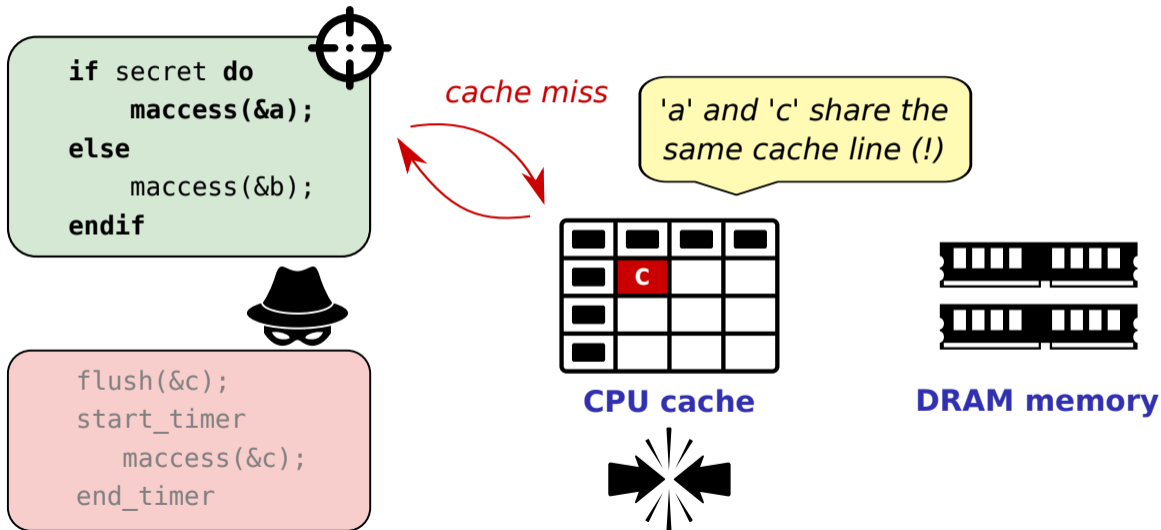 if secret do
maccess(&a);
else
maccess(&b);
endif
cache miss
'a' and 'c' share the
same cache line (!)
C
CPU cache
DRAM memory
flush(&c);
start_timer
maccess(&c);
end_timer